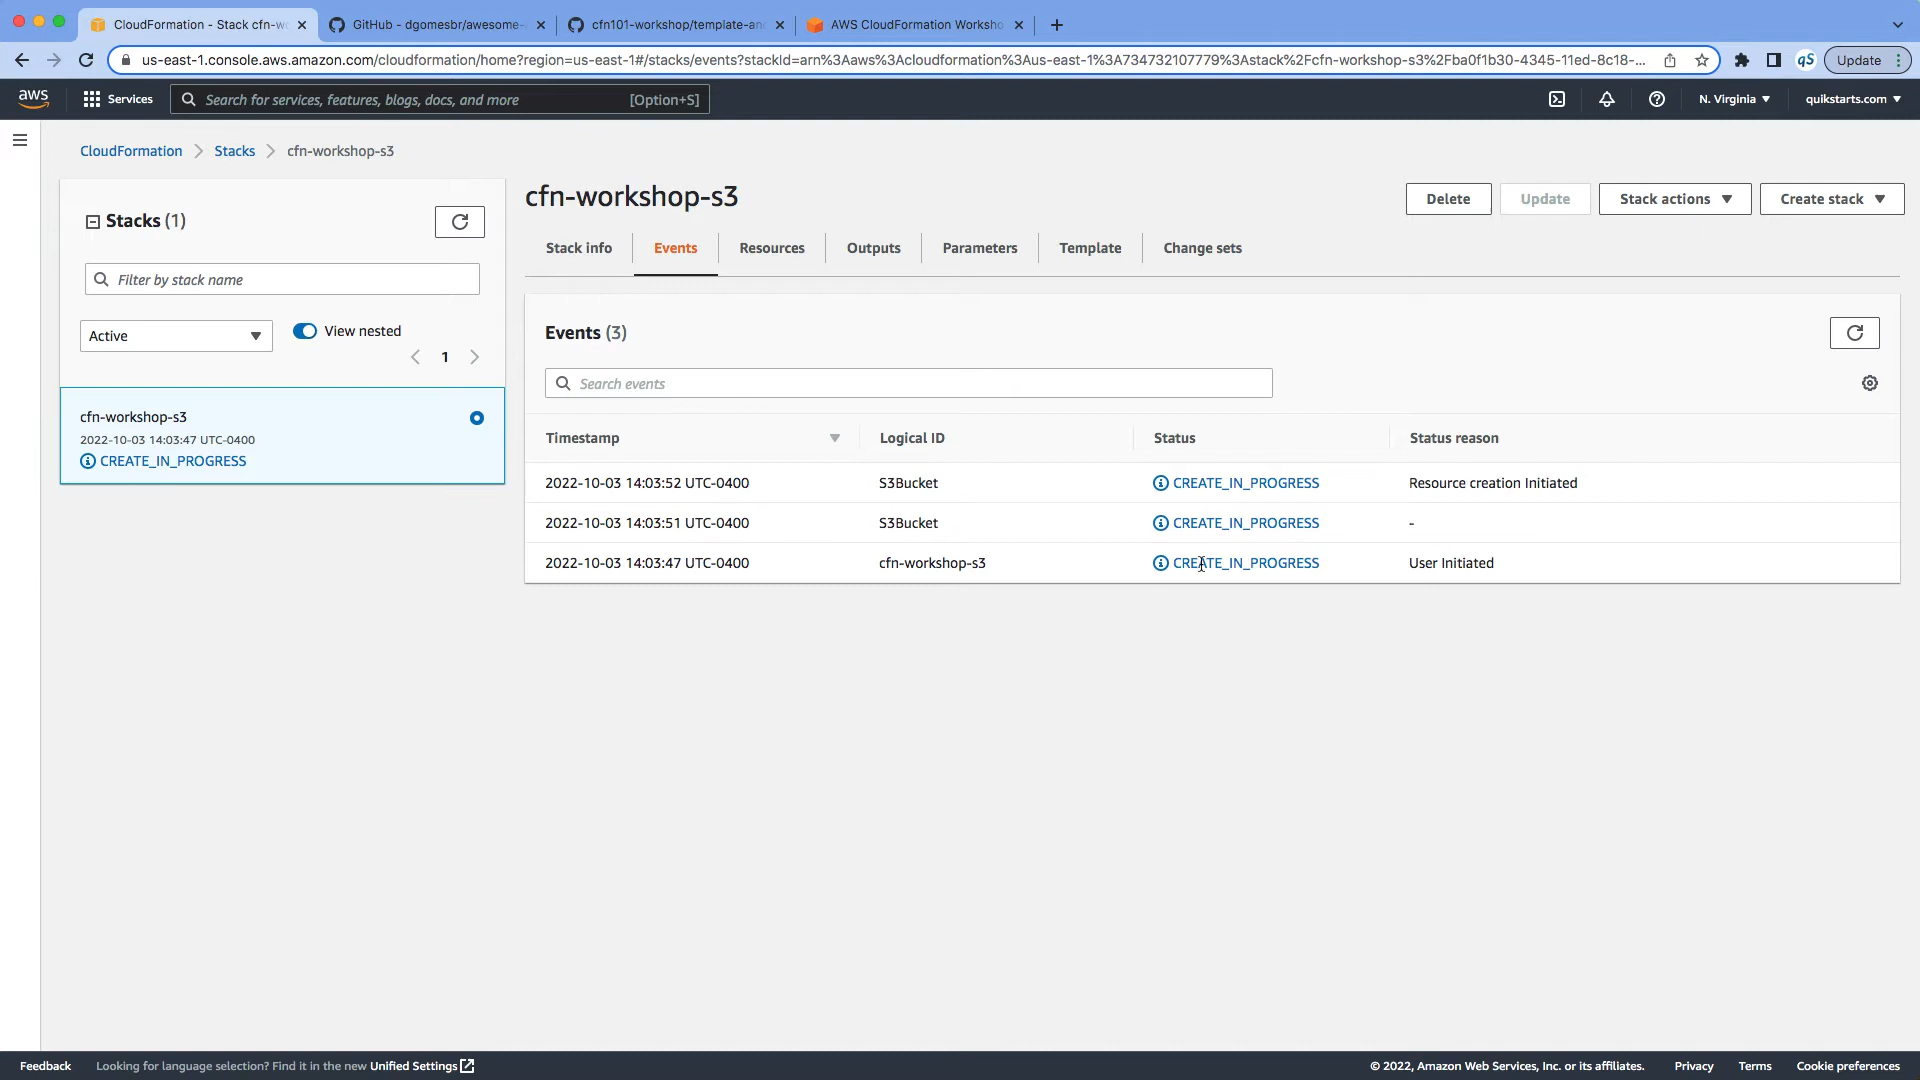 CloudFormation - Stack cfn-wo
GitHub - dgomesbr/awesome-
cfn101-workshop/template-an
AWS CloudFormation Worksho
us-east-1.console.aws.amazon.com/cloudformation/home?region=us-east-1#/stacks/events?stackId=arn%3Aaws%3Acloudformation%3Aus-east-1%3A734732107779%3Astack%2Fcfn-workshop-s3%2Fba0f1b30-4345-11ed-8c18-...
qS
Update
aws
Services
Search for services, features, blogs, docs, and more
[Option+S]
N. Virginia
quikstarts.com
CloudFormation
Stacks
cfn-workshop-s3
Stacks (1)
Filter by stack name
Active
View nested
1
cfn-workshop-s3
2022-10-03 14:03:47 UTC-0400
CREATE_IN_PROGRESS
cfn-workshop-s3
Delete
Update
Stack actions
Create stack
Stack info
Events
Resources
Outputs
Parameters
Template
Change sets
Events (3)
Search events
Timestamp
Logical ID
Status
Status reason
2022-10-03 14:03:52 UTC-0400
S3Bucket
CREATE_IN_PROGRESS
Resource creation Initiated
2022-10-03 14:03:51 UTC-0400
S3Bucket
CREATE_IN_PROGRESS
-
2022-10-03 14:03:47 UTC-0400
cfn-workshop-s3
CREATE_IN_PROGRESS
User Initiated
Feedback
Looking for language selection? Find it in the new Unified Settings
© 2022, Amazon Web Services, Inc. or its affiliates.
Privacy
Terms
Cookie preferences